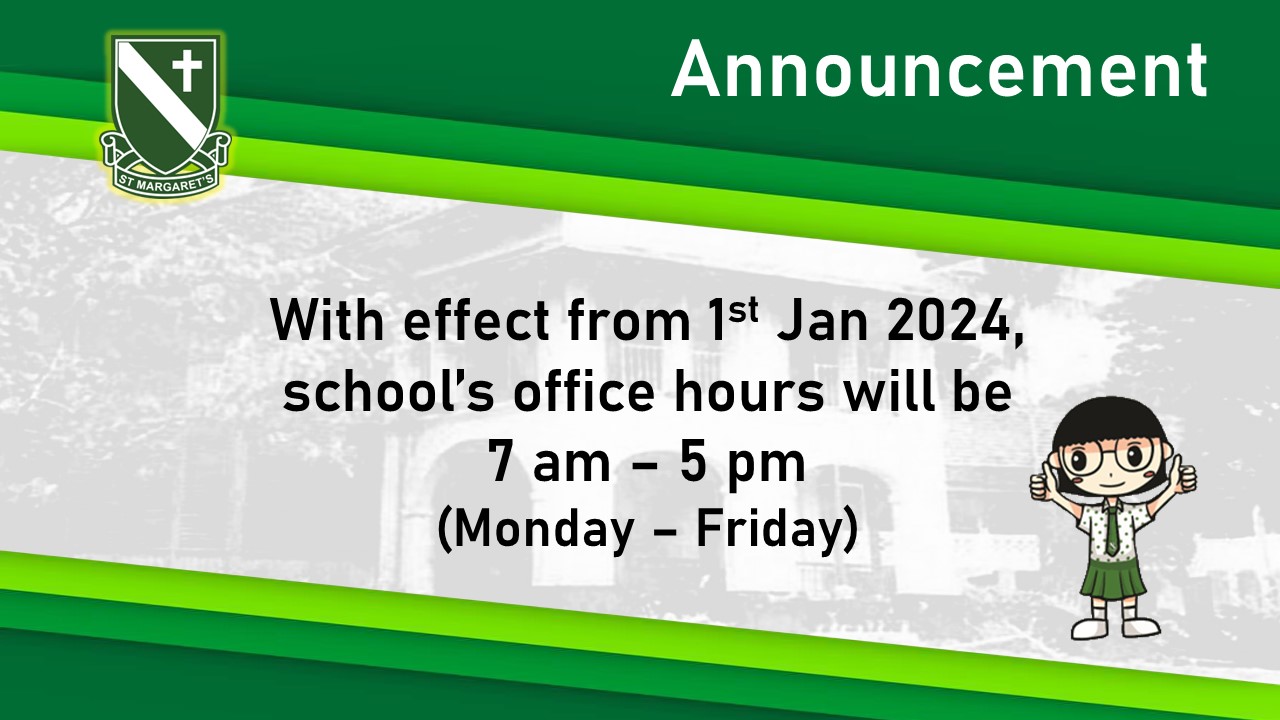 Announcement
ST MARGARET'S
With effect from 1st Jan 2024,
school’s office hours will be
7 am – 5 pm
(Monday – Friday)